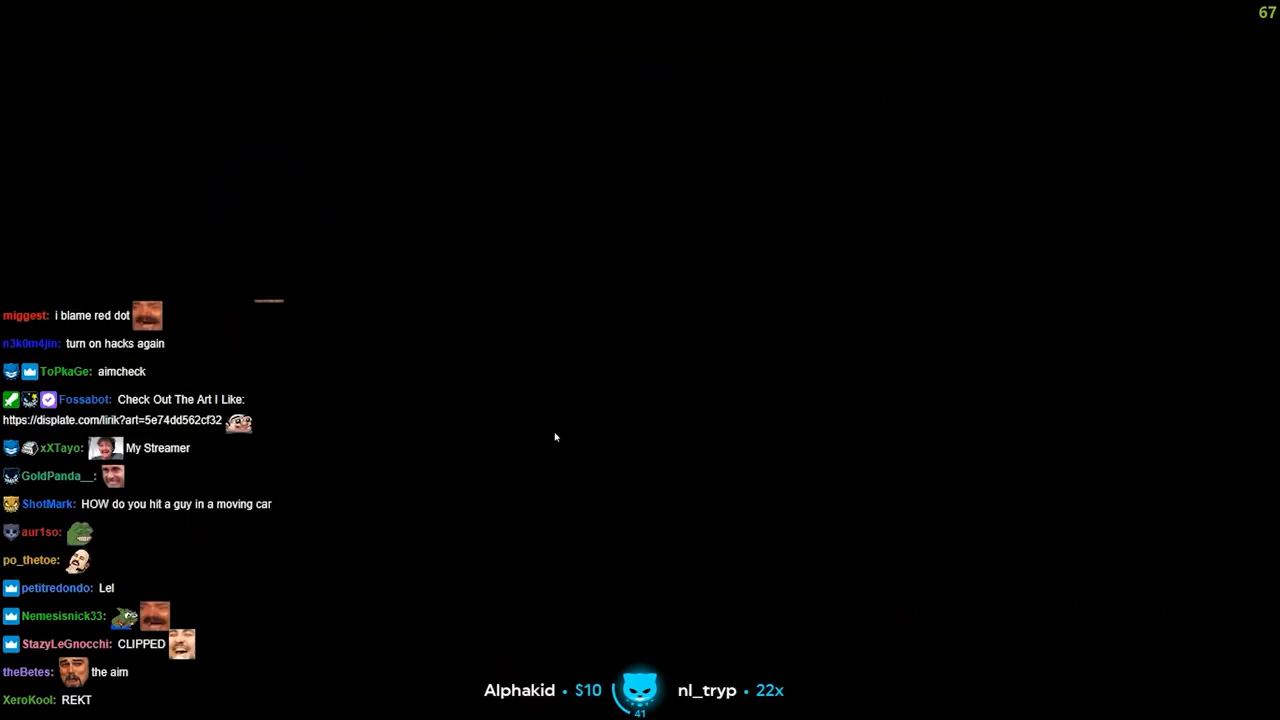 67
miggest: i blame red dot
n3k0m4jin: turn on hacks again
ToPkaGe: aimcheck
Fossabot: Check Out The Art I Like:
https://displate.com/lirik?art=5e74dd562cf32
xXTayo: My Streamer
GoldPanda__:
ShotMark: HOW do you hit a guy in a moving car
aur1so:
po_thetoe:
petitredondo: Lel
Nemesisnick33:
StazyLeGnocchi: CLIPPED
theBetes: the aim
XeroKool: REKT
Alphakid • $10 41 nl_tryp • 22x